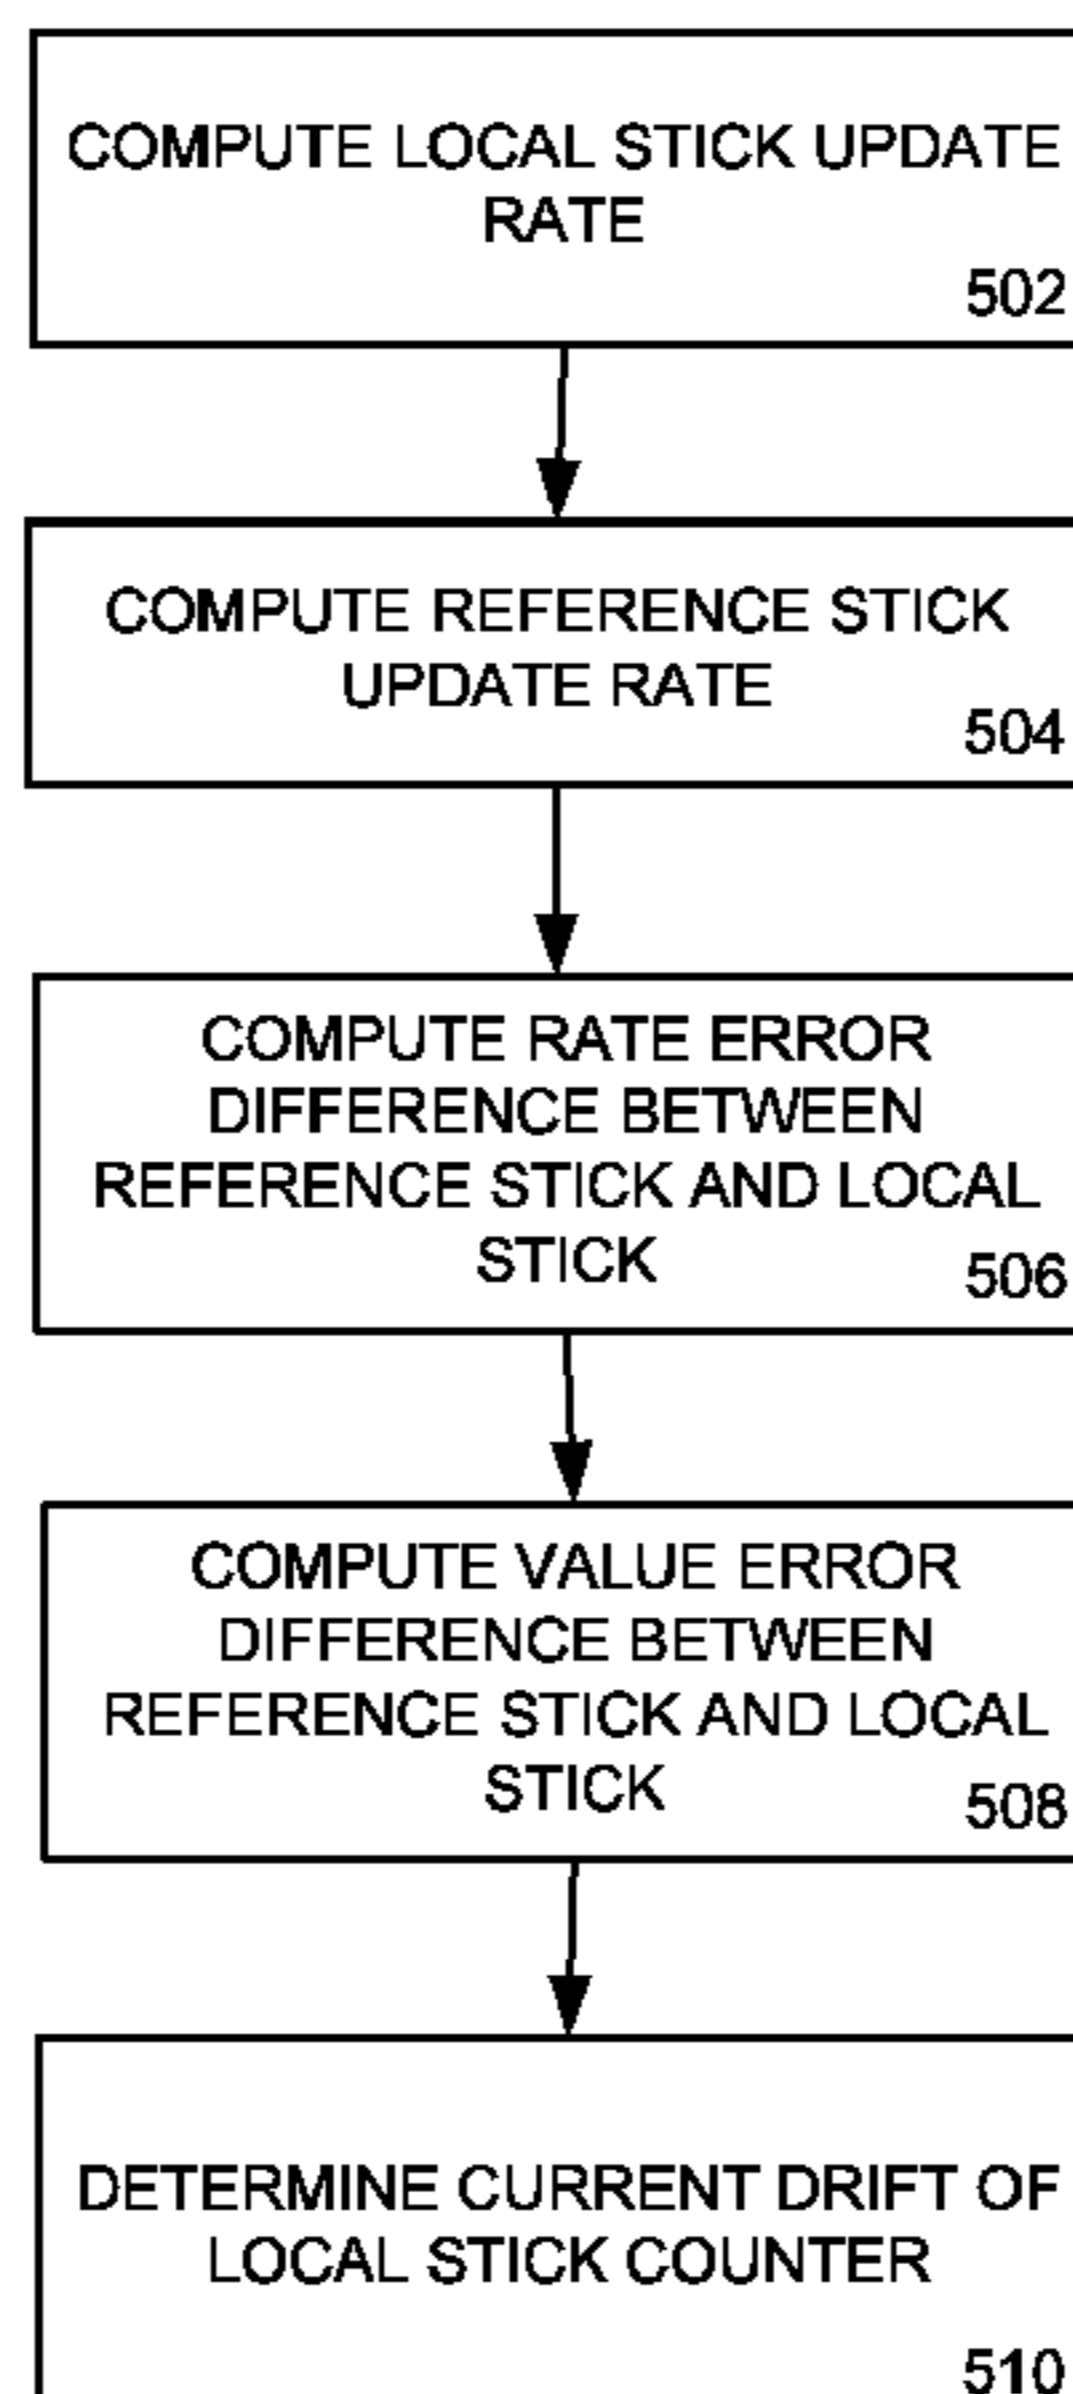 COMPUTE LOCAL STICK UPDATE
RATE
502
COMPUTE REFERENCE STICK
UPDATE RATE
504
COMPUTE RATE ERROR
DIFFERENCE BETWEEN
REFERENCE STICK AND LOCAL
STICK
506
COMPUTE VALUE ERROR
DIFFERENCE BETWEEN
REFERENCE STICK AND LOCAL
STICK
508
DETERMINE CURRENT DRIFT OF
LOCAL STICK COUNTER
510